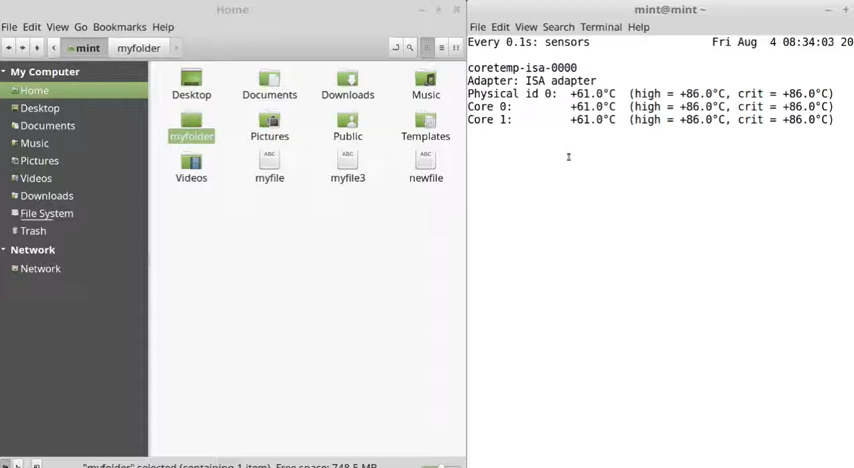 Home
File Edit View Go Bookmarks Help
mint myfolder
My Computer
Home
Desktop
Documents
Music
Pictures
Videos
Downloads
File System
Trash
Network
Network
Desktop Documents Downloads Music
myfolder Pictures Public Templates
ABC ABC ABC
Videos myfile myfile3 newfile
"myfolder" selected (containing 1 item), Free space: 748.5 MB
mint@mint ~
File Edit View Search Terminal Help
Every 0.1s: sensors Fri Aug 4 08:34:03 20
coretemp-isa-0000
Adapter: ISA adapter
Physical id 0: +61.0°C (high = +86.0°C, crit = +86.0°C)
Core 0: +61.0°C (high = +86.0°C, crit = +86.0°C)
Core 1: +61.0°C (high = +86.0°C, crit = +86.0°C)